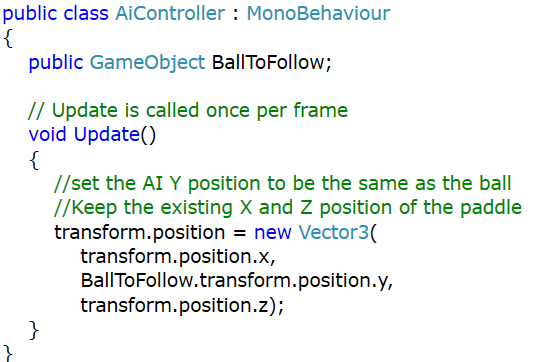 public class AiController : MonoBehaviour
{
public GameObject BallToFollow;
// Update is called once per frame
void Update()
{
//set the AI Y position to be the same as the ball
//Keep the existing X and Z position of the paddle
transform.position = new Vector3(
transform.position.x,
BallToFollow.transform.position.y,
transform.position.z);
}
}